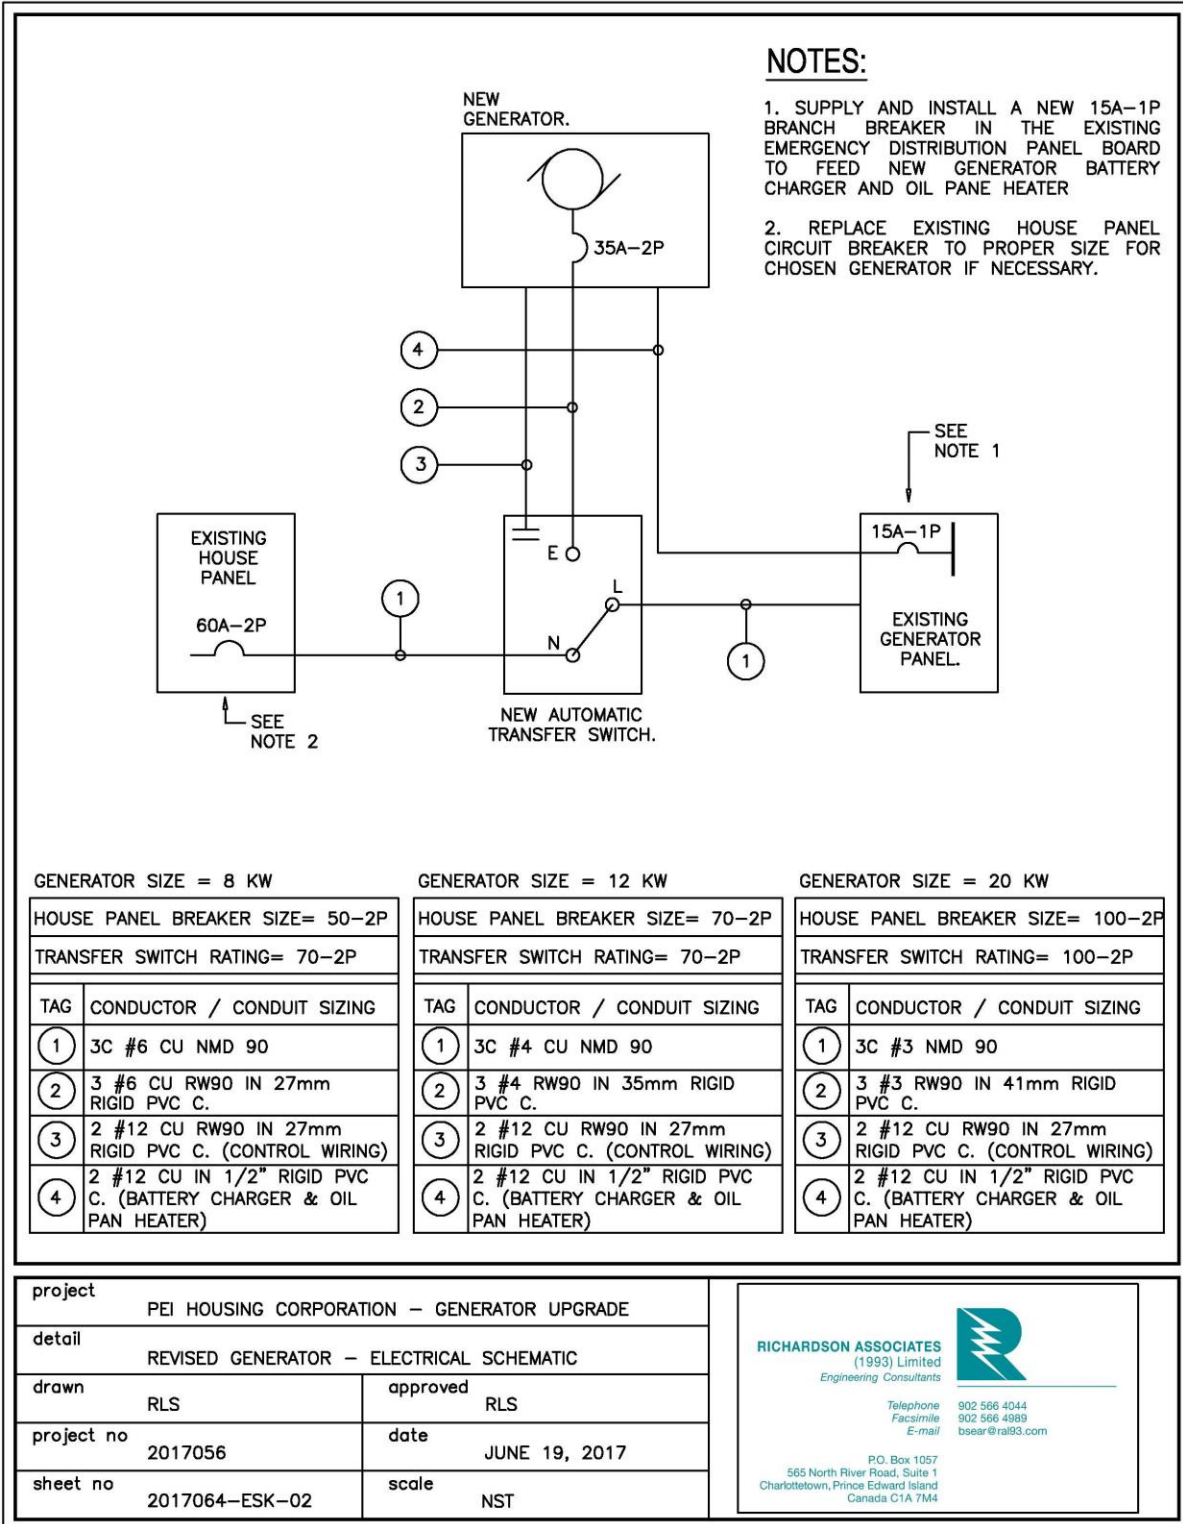 NOTES:
1. SUPPLY AND INSTALL A NEW 15A-1P
BRANCH BREAKER IN THE EXISTING
EMERGENCY DISTRIBUTION PANEL BOARD
TO FEED NEW GENERATOR BATTERY
CHARGER AND OIL PANE HEATER
2. REPLACE EXISTING HOUSE PANEL
CIRCUIT BREAKER TO PROPER SIZE FOR
CHOSEN GENERATOR IF NECESSARY.
NEW
GENERATOR.
35A-2P
4
2
3
SEE
NOTE 1
EXISTING
HOUSE
PANEL
60A-2P
1
E
L
N
15A-1P
EXISTING
GENERATOR
PANEL.
1
SEE
NOTE 2
NEW AUTOMATIC
TRANSFER SWITCH.
GENERATOR SIZE = 8 KW
HOUSE PANEL BREAKER SIZE= 50-2P
TRANSFER SWITCH RATING= 70-2P
TAG CONDUCTOR / CONDUIT SIZING
1 3C #6 CU NMD 90
2 3 #6 CU RW90 IN 27mm
RIGID PVC C.
3 2 #12 CU RW90 IN 27mm
RIGID PVC C. (CONTROL WIRING)
4 2 #12 CU IN 1/2" RIGID PVC
C. (BATTERY CHARGER & OIL
PAN HEATER)
GENERATOR SIZE = 12 KW
HOUSE PANEL BREAKER SIZE= 70-2P
TRANSFER SWITCH RATING= 70-2P
TAG CONDUCTOR / CONDUIT SIZING
1 3C #4 CU NMD 90
2 3 #4 RW90 IN 35mm RIGID
PVC C.
3 2 #12 CU RW90 IN 27mm
RIGID PVC C. (CONTROL WIRING)
4 2 #12 CU IN 1/2" RIGID PVC
C. (BATTERY CHARGER & OIL
PAN HEATER)
GENERATOR SIZE = 20 KW
HOUSE PANEL BREAKER SIZE= 100-2P
TRANSFER SWITCH RATING= 100-2P
TAG CONDUCTOR / CONDUIT SIZING
1 3C #3 NMD 90
2 3 #3 RW90 IN 41mm RIGID
PVC C.
3 2 #12 CU RW90 IN 27mm
RIGID PVC C. (CONTROL WIRING)
4 2 #12 CU IN 1/2" RIGID PVC
C. (BATTERY CHARGER & OIL
PAN HEATER)
project
PEI HOUSING CORPORATION - GENERATOR UPGRADE
detail
REVISED GENERATOR - ELECTRICAL SCHEMATIC
drawn
RLS
approved
RLS
project no
2017056
date
JUNE 19, 2017
sheet no
2017064-ESK-02
scale
NST
RICHARDSON ASSOCIATES
(1993) Limited
Engineering Consultants
R
Telephone 902 566 4044
Facsimile 902 566 4989
E-mail bsear@ral93.com
P.O. Box 1057
565 North River Road, Suite 1
Charlottetown, Prince Edward Island
Canada C1A 7M4